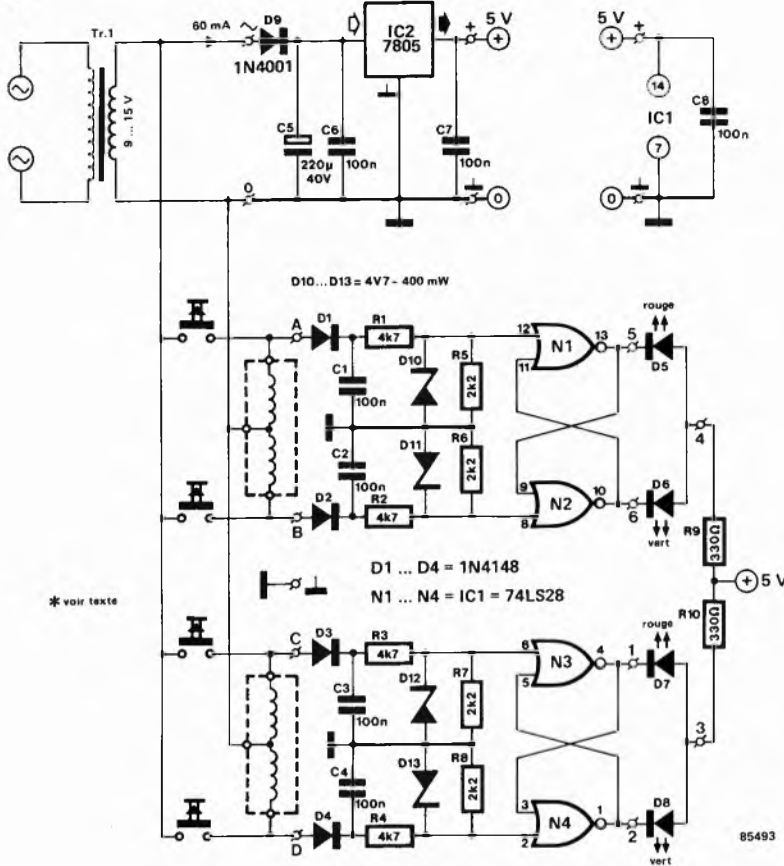 Tr.1
9 ... 15 V
60 mA
~
D9
1N4001
IC2
7805
5 V
+
+
C5
220µ
40V
C6
100n
C7
100n
0
0
5 V
+
+
14
IC1
7
C8
100n
0
D10...D13 = 4V7 - 400 mW
A
D1
R1
4k7
C1
100n
D10
R5
2k2
12
11
N1
13
5
rouge
D5
4
D11
R6
2k2
C2
100n
B
D2
R2
4k7
9
8
N2
10
6
D6
vert
R9
330Ω
+ 5 V
R10
330Ω
D1 ... D4 = 1N4148
N1 ... N4 = IC1 = 74LS28
* voir texte
C
D3
R3
4k7
C3
100n
D12
R7
2k2
6
5
N3
4
1
rouge
D7
3
D13
R8
2k2
C4
100n
D
D4
R4
4k7
3
2
N4
1
2
D8
vert
85493